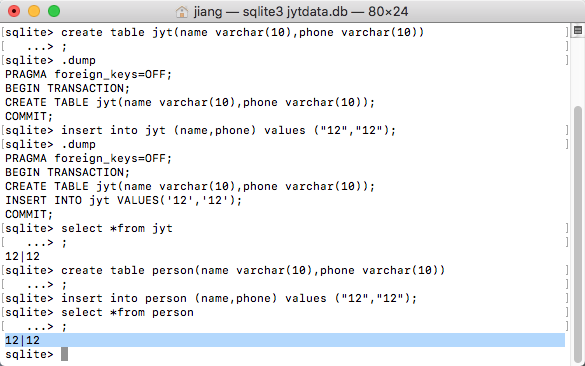 jiang — sqlite3 jytdata.db — 80×24
[sqlite> create table jyt(name varchar(10),phone varchar(10)) ]
[   ...> ; ]
[sqlite> .dump ]
PRAGMA foreign_keys=OFF;
BEGIN TRANSACTION;
CREATE TABLE jyt(name varchar(10),phone varchar(10));
COMMIT;
[sqlite> insert into jyt (name,phone) values ("12","12"); ]
[sqlite> .dump ]
PRAGMA foreign_keys=OFF;
BEGIN TRANSACTION;
CREATE TABLE jyt(name varchar(10),phone varchar(10));
INSERT INTO jyt VALUES('12','12');
COMMIT;
[sqlite> select *from jyt ]
[   ...> ; ]
12|12
[sqlite> create table person(name varchar(10),phone varchar(10)) ]
[   ...> ; ]
[sqlite> insert into person (name,phone) values ("12","12"); ]
[sqlite> select *from person ]
[   ...> ; ]
12|12
sqlite>